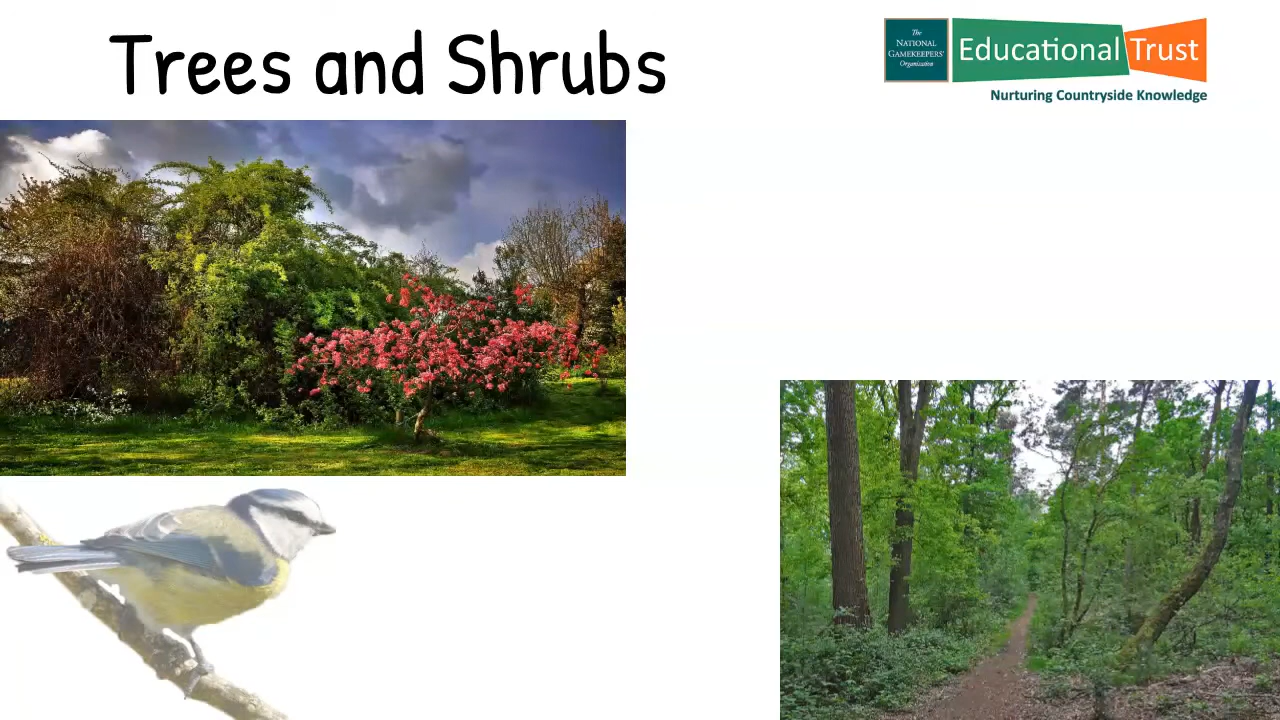 Trees and Shrubs
The
NATIONAL
GAMEKEEPERS'
Organisation
Educational Trust
Nurturing Countryside Knowledge